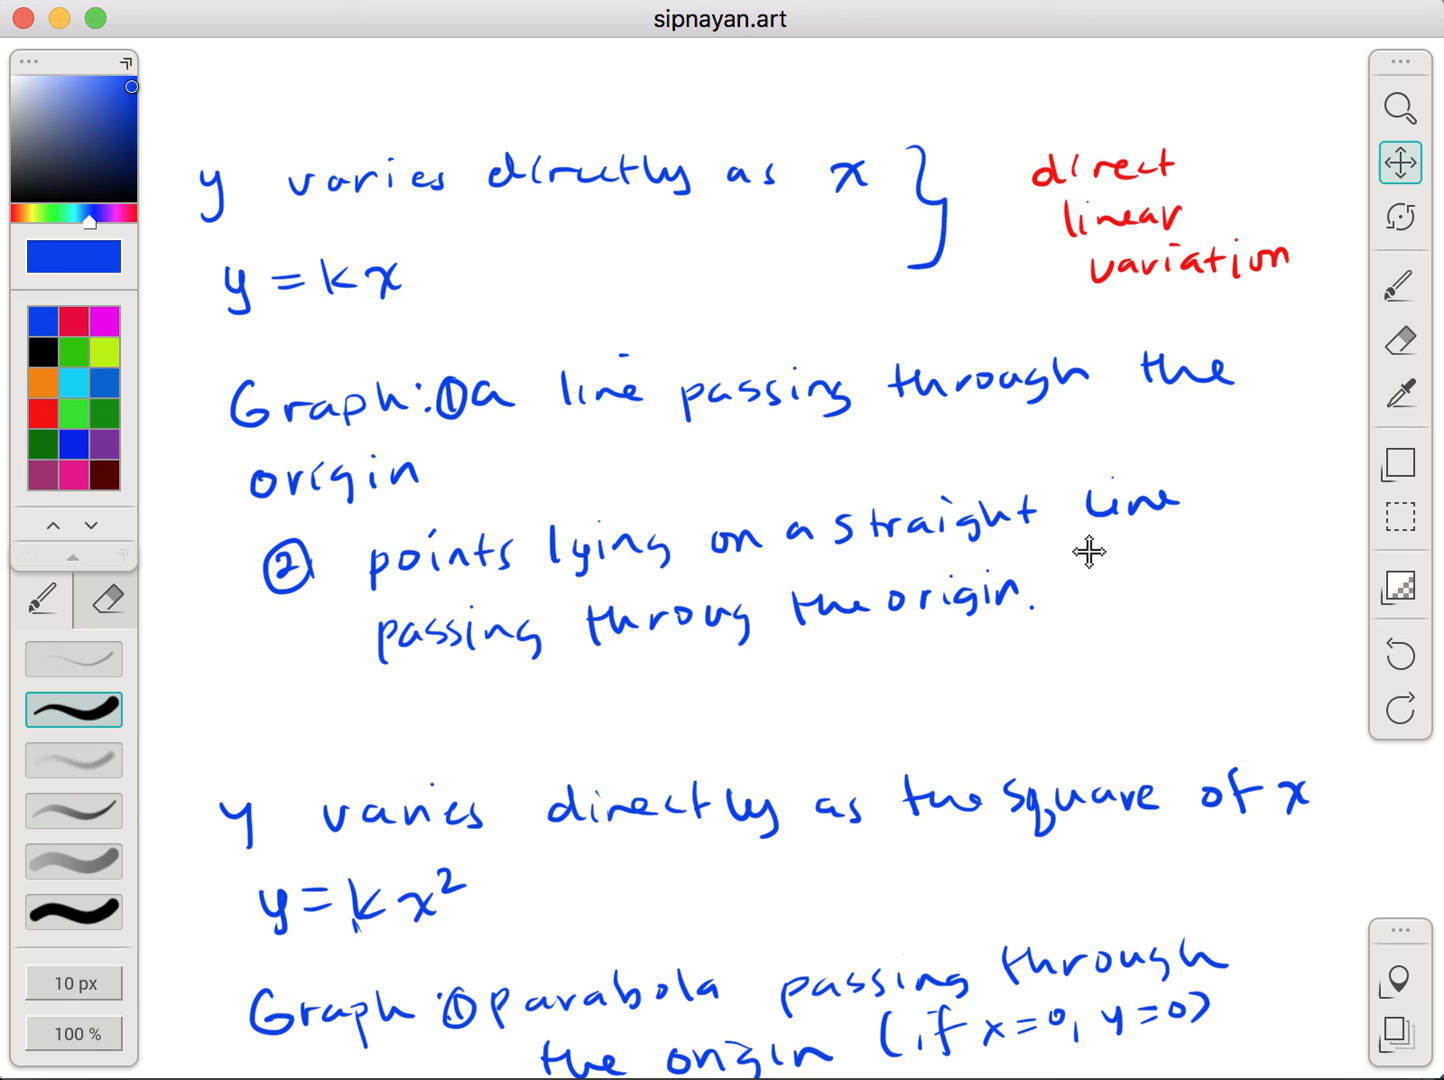 sipnayan.art
y varies directly as x
direct
linear
variation
y = kx
Graph: ① a line passing through the
origin
② points lying on a straight line
passing throug the origin.
y varies directly as the square of x
y = kx²
Graph: ① parabola passing through
the origin (if x=0, y=0)
10 px
100 %